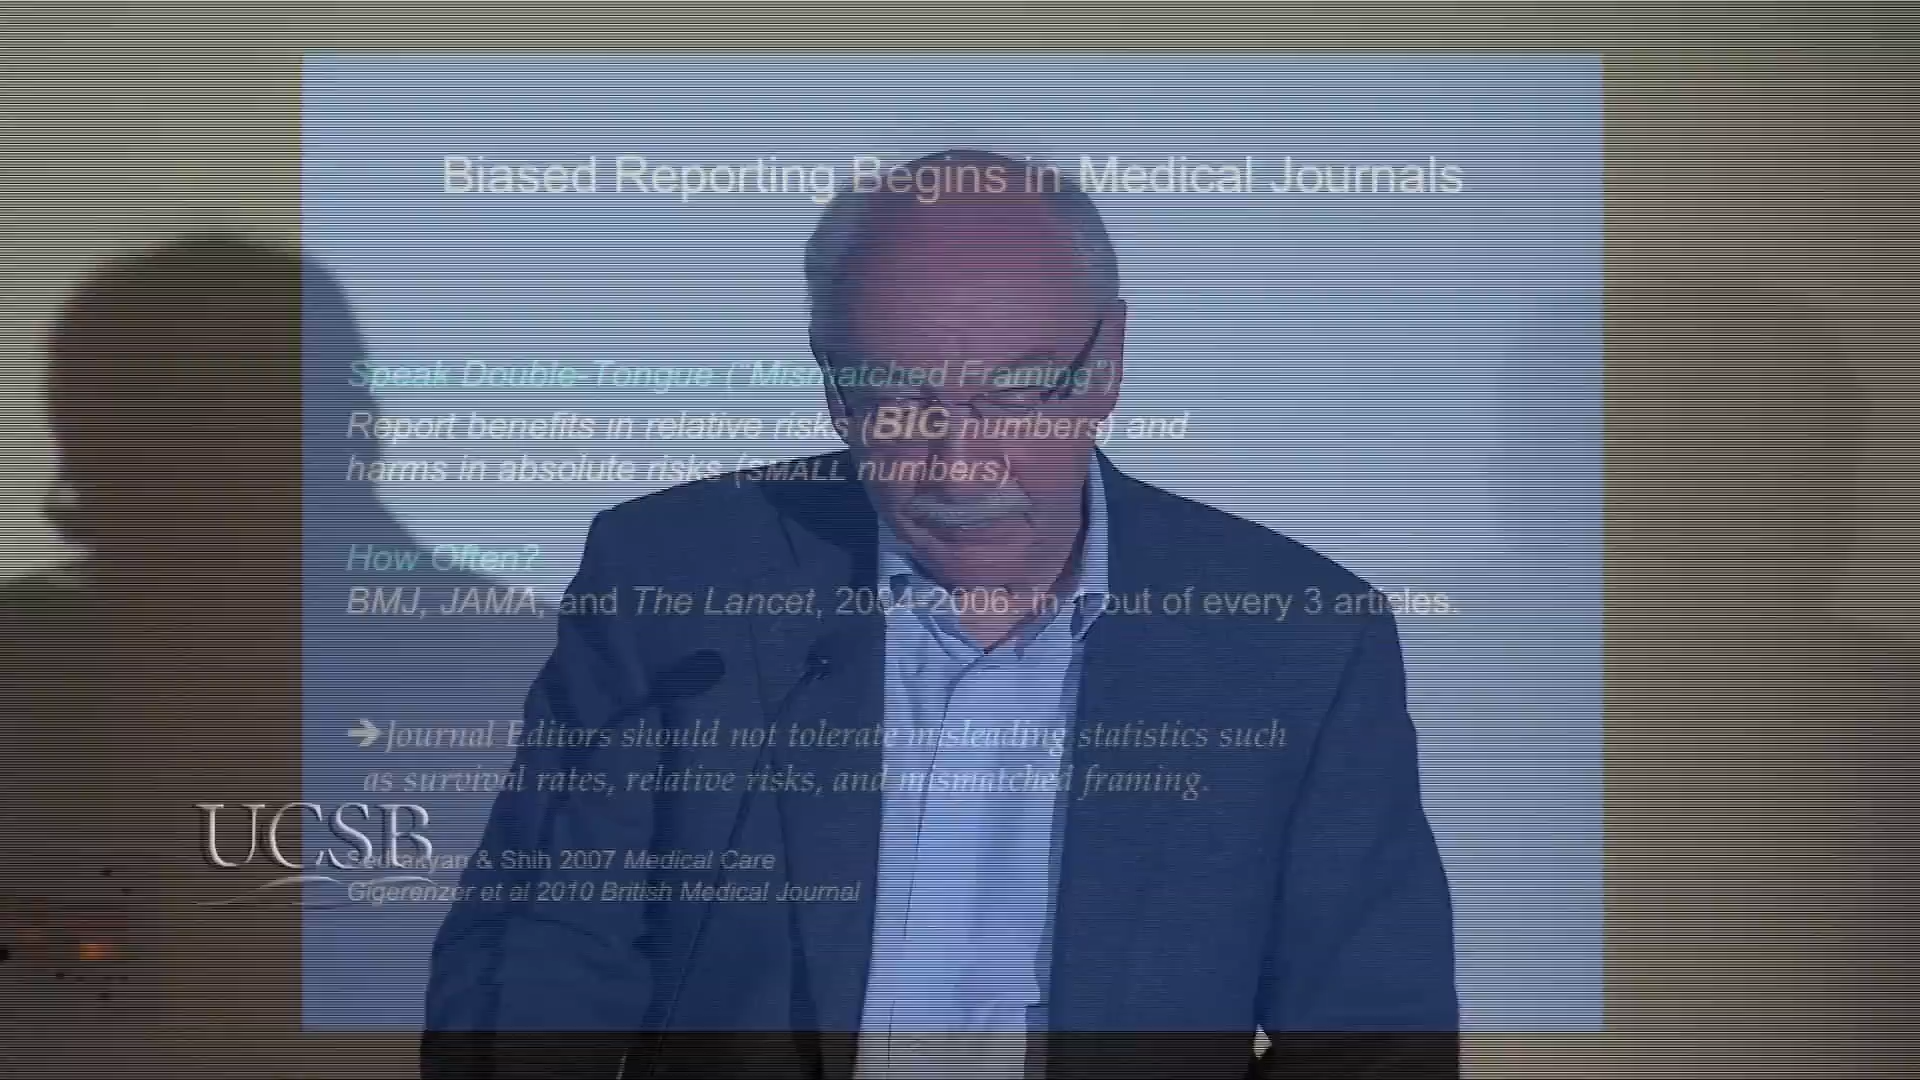 Biased Reporting Begins in Medical Journals
Speak Double-Tongue ("Mismatched Framing")
Report benefits in relative risks (BIG numbers) and
harms in absolute risks (SMALL numbers)
How Often?
BMJ, JAMA, and The Lancet, 2004-2006: in 1 out of every 3 articles.
➔Journal Editors should not tolerate misleading statistics such
as survival rates, relative risks, and mismatched framing.
UCSB
Sedrakyan & Shih 2007 Medical Care
Gigerenzer et al 2010 British Medical Journal